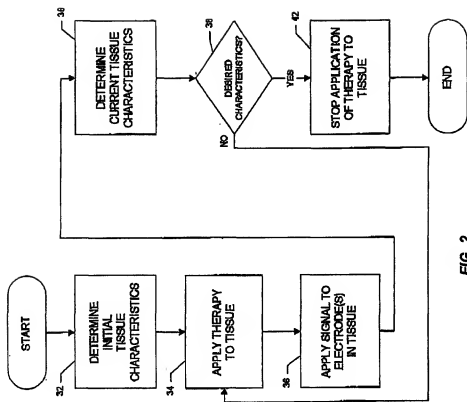 START
32
DETERMINE
INITIAL
TISSUE
CHARACTERISTICS
34
APPLY THERAPY
TO TISSUE
36
APPLY SIGNAL TO
ELECTRODE(S)
IN TISSUE
38
DETERMINE
CURRENT TISSUE
CHARACTERISTICS
38
DESIRED
CHARACTERISTICS?
NO
YES
42
STOP APPLICATION
OF THERAPY TO
TISSUE
END
FIG. 2